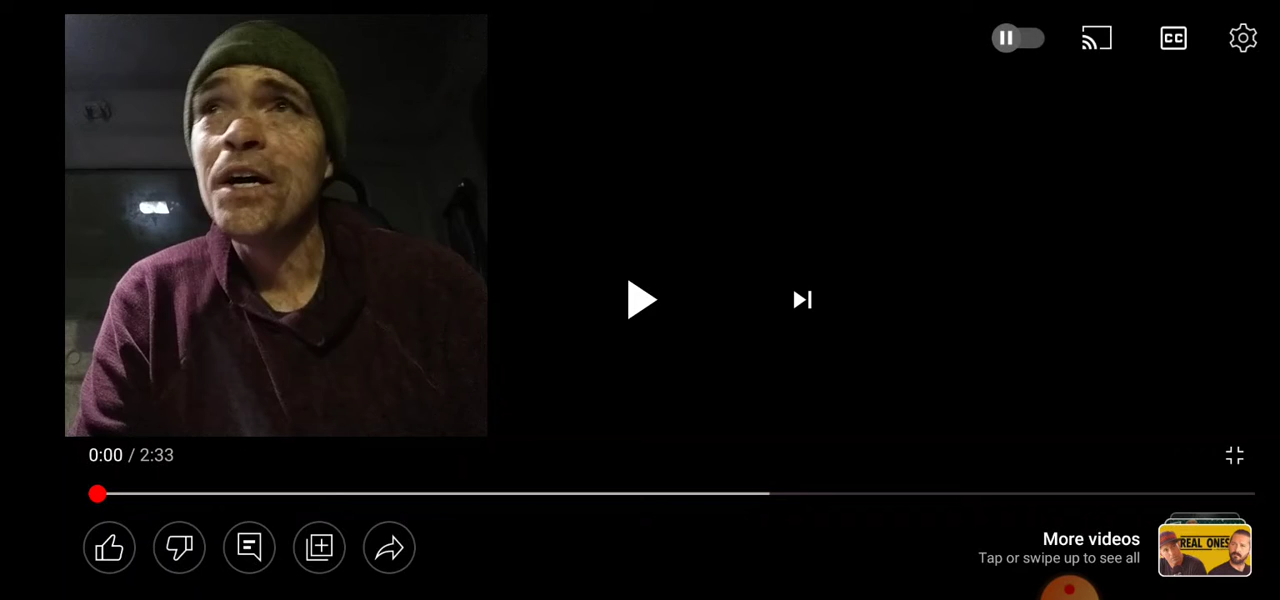 CC
0:00 / 2:33
More videos
Tap or swipe up to see all
REAL ONES